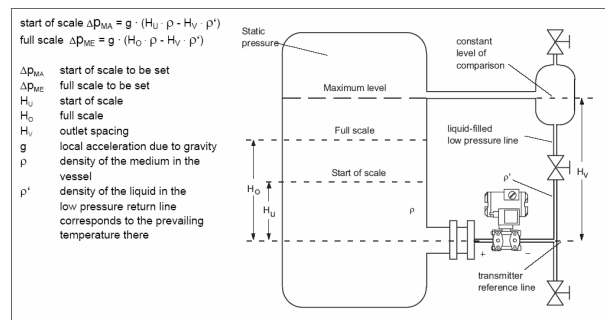 start of scale Δp_MA = g · (H_U · ρ - H_V · ρ‘)
full scale Δp_ME = g · (H_O · ρ - H_V · ρ‘)
Δp_MA start of scale to be set
Δp_ME full scale to be set
H_U start of scale
H_O full scale
H_V outlet spacing
g local acceleration due to gravity
ρ density of the medium in the
vessel
ρ‘ density of the liquid in the
low pressure return line
corresponds to the prevailing
temperature there
Static
pressure
Maximum level
Full scale
Start of scale
H_O
H_u
ρ
constant
level of
comparison
liquid-filled
low pressure line
ρ‘
H_V
+ −
transmitter
reference line